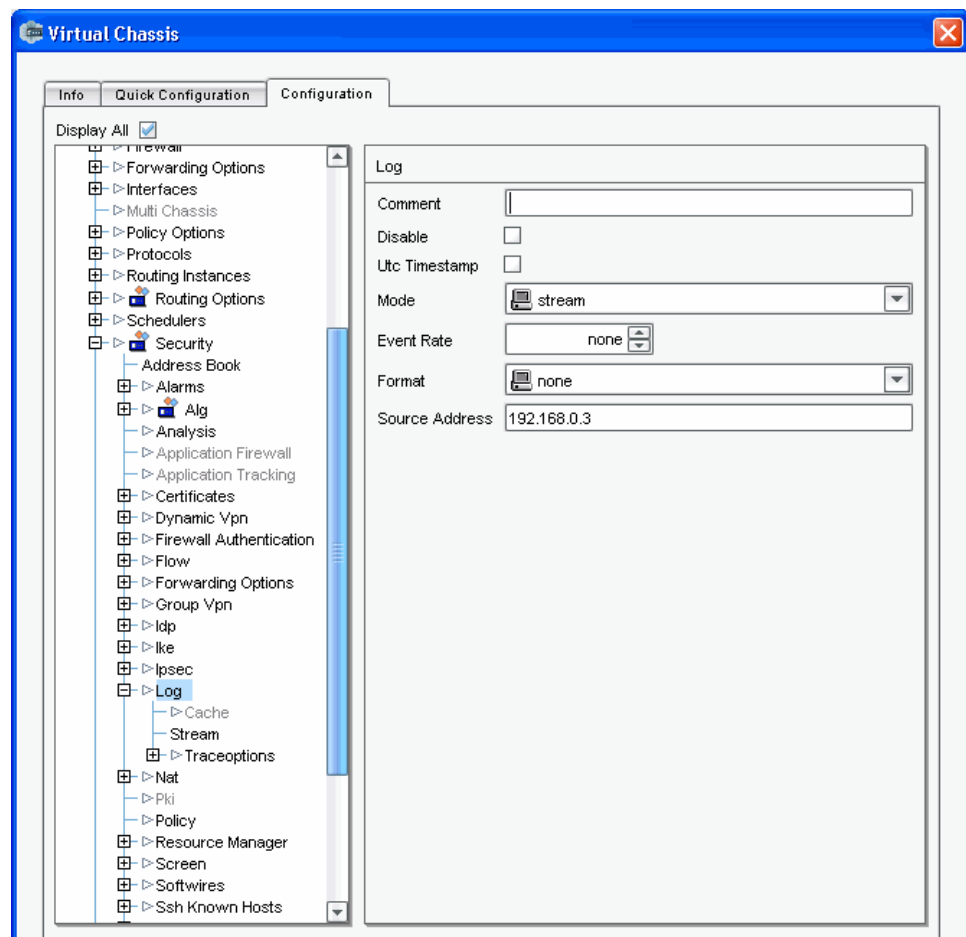 Virtual Chassis
Info Quick Configuration Configuration
Display All
Firewall
Forwarding Options
Interfaces
Multi Chassis
Policy Options
Protocols
Routing Instances
Routing Options
Schedulers
Security
Address Book
Alarms
Alg
Analysis
Application Firewall
Application Tracking
Certificates
Dynamic Vpn
Firewall Authentication
Flow
Forwarding Options
Group Vpn
Idp
Ike
Ipsec
Log
Cache
Stream
Traceoptions
Nat
Pki
Policy
Resource Manager
Screen
Softwires
Ssh Known Hosts
Log
Comment
Disable
Utc Timestamp
Mode stream
Event Rate none
Format none
Source Address 192.168.0.3